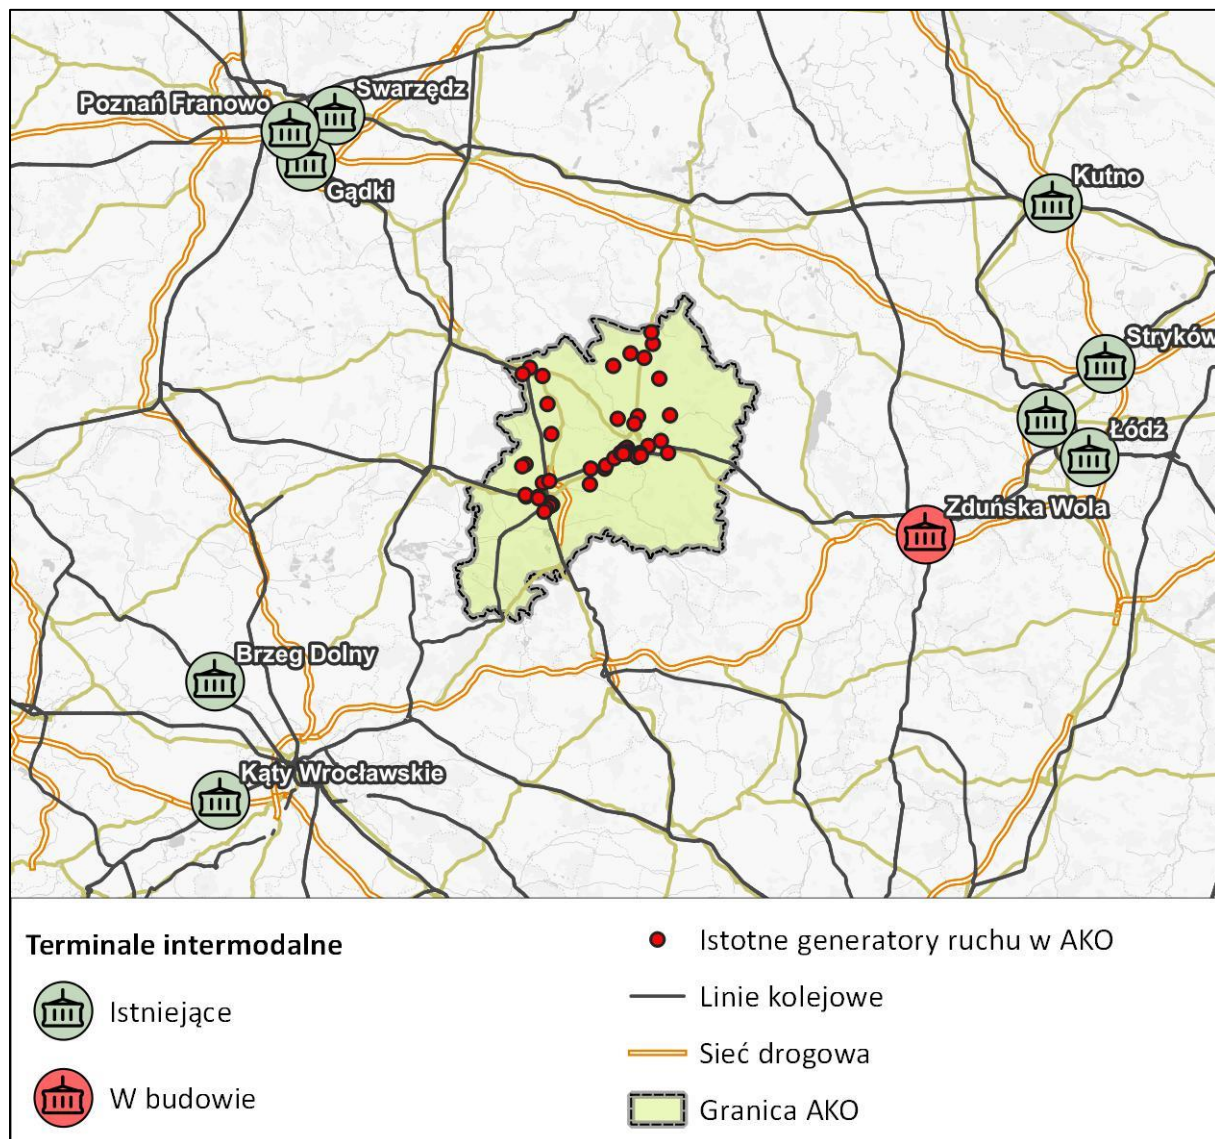 Swarzędz
Poznań Franowo
Gądki
Kutno
Stryków
Łódź
Zduńska Wola
Brzeg Dolny
Kąty Wrocławskie
Terminale intermodalne
Istniejące
W budowie
Istotne generatory ruchu w AKO
Linie kolejowe
Sieć drogowa
Granica AKO